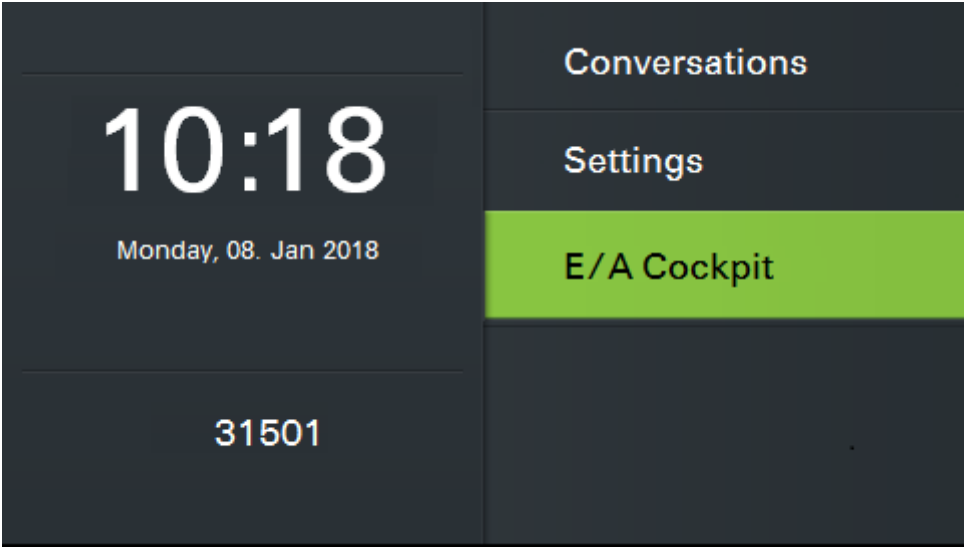 10:18
Monday, 08. Jan 2018
31501
Conversations
Settings
E/A Cockpit